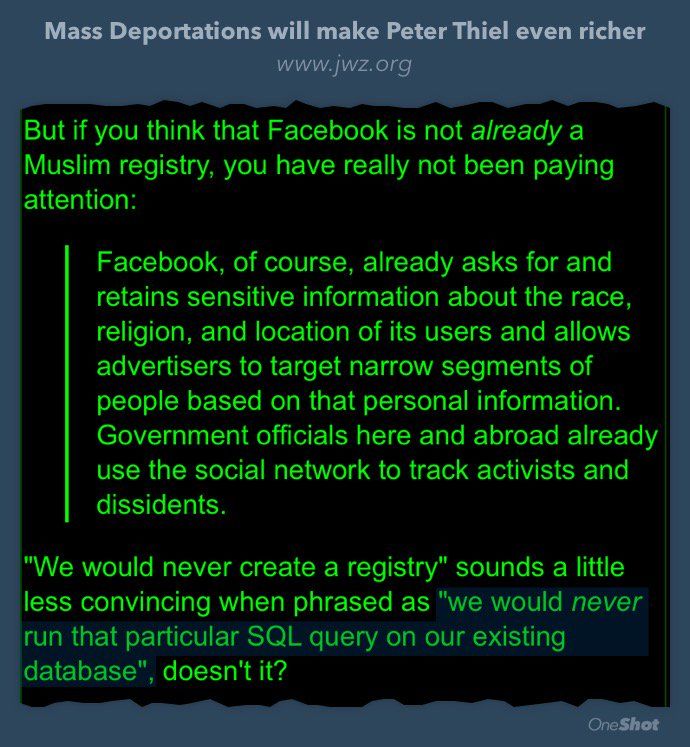 Mass Deportations will make Peter Thiel even richer
www.jwz.org
But if you think that Facebook is not already a
Muslim registry, you have really not been paying
attention:
Facebook, of course, already asks for and
retains sensitive information about the race,
religion, and location of its users and allows
advertisers to target narrow segments of
people based on that personal information.
Government officials here and abroad already
use the social network to track activists and
dissidents.
"We would never create a registry" sounds a little
less convincing when phrased as "we would never
run that particular SQL query on our existing
database", doesn't it?
OneShot